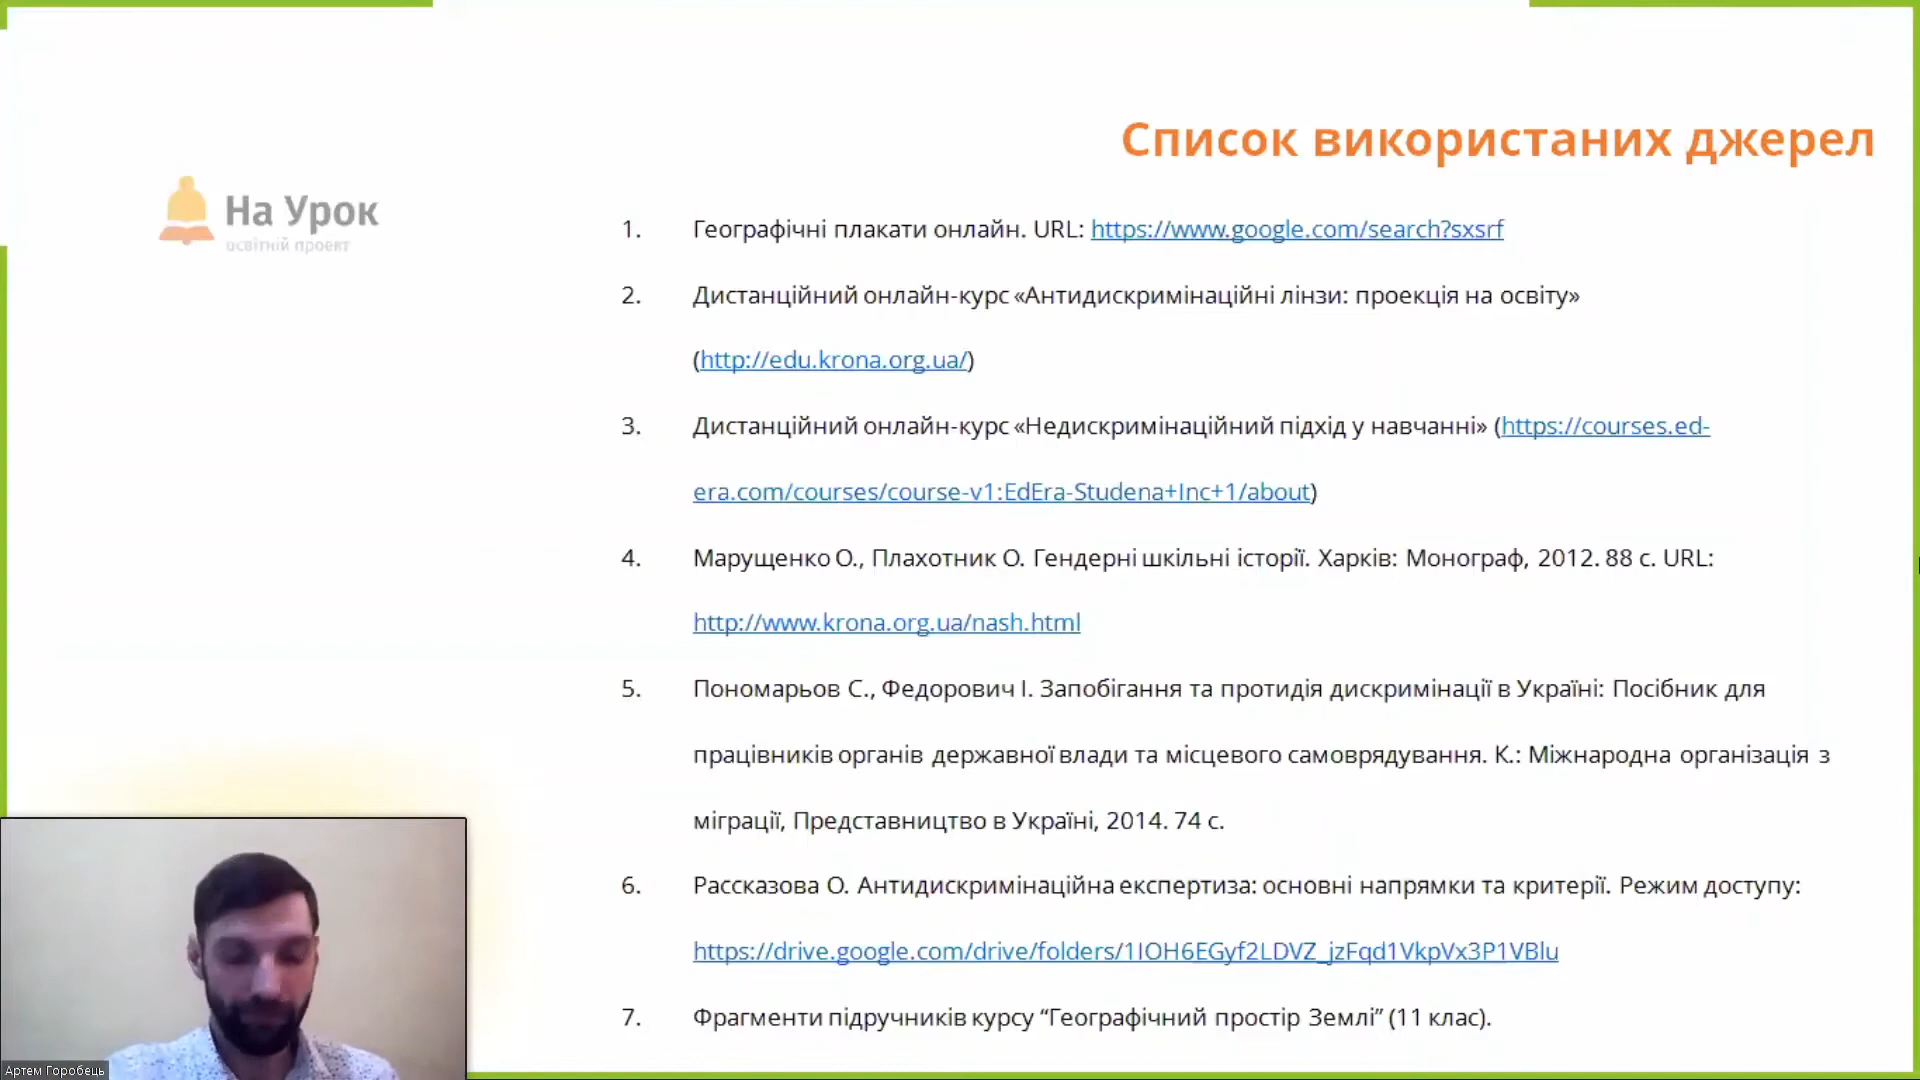 Список використаних джерел
На Урок
освітній проект
1. Географічні плакати онлайн. URL: https://www.google.com/search?sxsrf
2. Дистанційний онлайн-курс «Антидискримінаційні лінзи: проекція на освіту»
(http://edu.krona.org.ua/)
3. Дистанційний онлайн-курс «Недискримінаційний підхід у навчанні» (https://courses.ed-
era.com/courses/course-v1:EdEra-Studena+Inc+1/about)
4. Марущенко О., Плахотник О. Гендерні шкільні історії. Харків: Монограф, 2012. 88 с. URL:
http://www.krona.org.ua/nash.html
5. Пономарьов С., Федорович І. Запобігання та протидія дискримінації в Україні: Посібник для
працівників органів державної влади та місцевого самоврядування. К.: Міжнародна організація з
міграції, Представництво в Україні, 2014. 74 с.
6. Рассказова О. Антидискримінаційна експертиза: основні напрямки та критерії. Режим доступу:
https://drive.google.com/drive/folders/1IOH6EGyf2LDVZ_jzFqd1VkpVx3P1VBlu
7. Фрагменти підручників курсу “Географічний простір Землі” (11 клас).
Артем Горобець